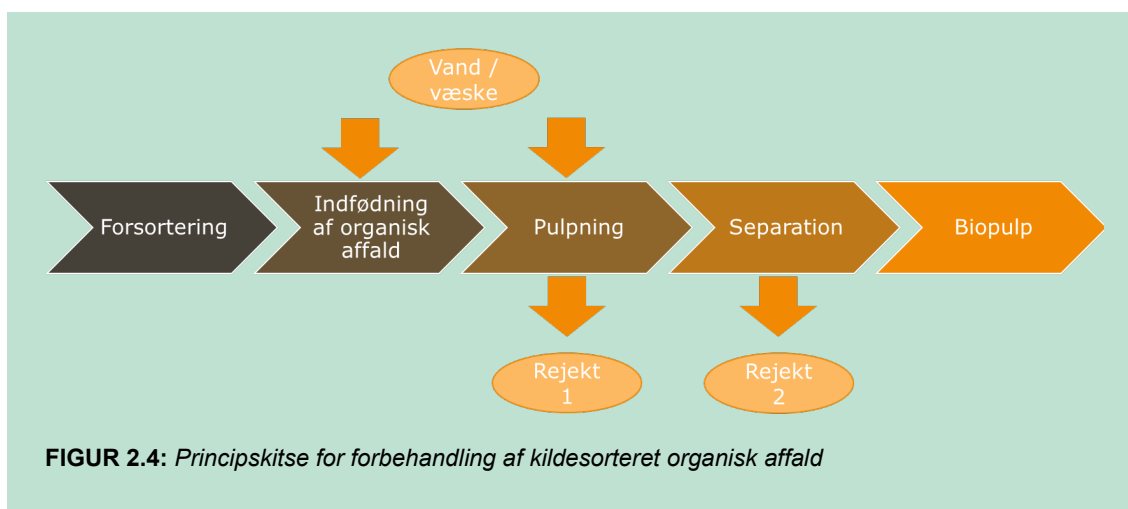 Vand /
væske
Forsortering
Indfødning
af organisk
affald
Pulpning
Separation
Biopulp
Rejekt
1
Rejekt
2
FIGUR 2.4: Principskitse for forbehandling af kildesorteret organisk affald